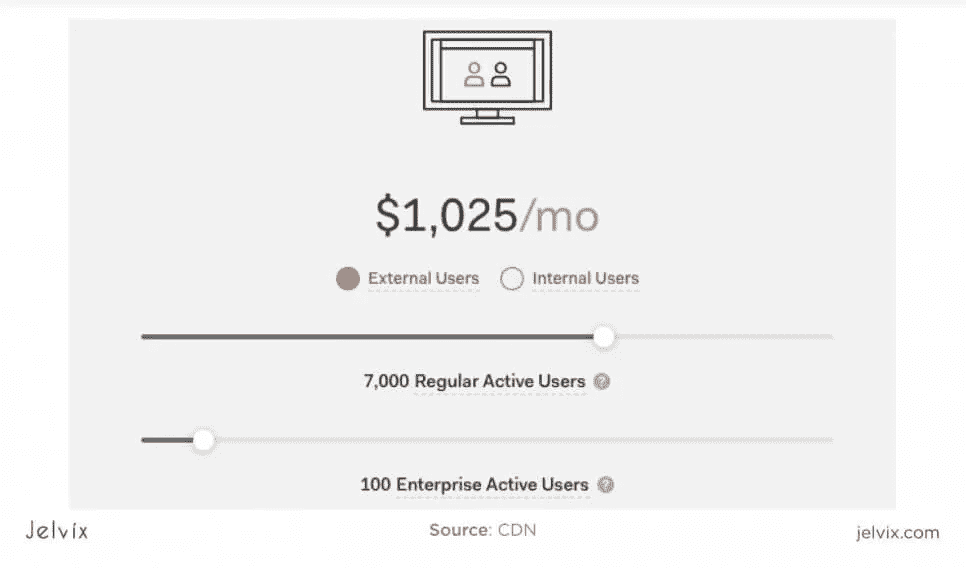 $1,025/mo
External Users Internal Users
7,000 Regular Active Users ?
100 Enterprise Active Users ?
Jelvix Source: CDN jelvix.com